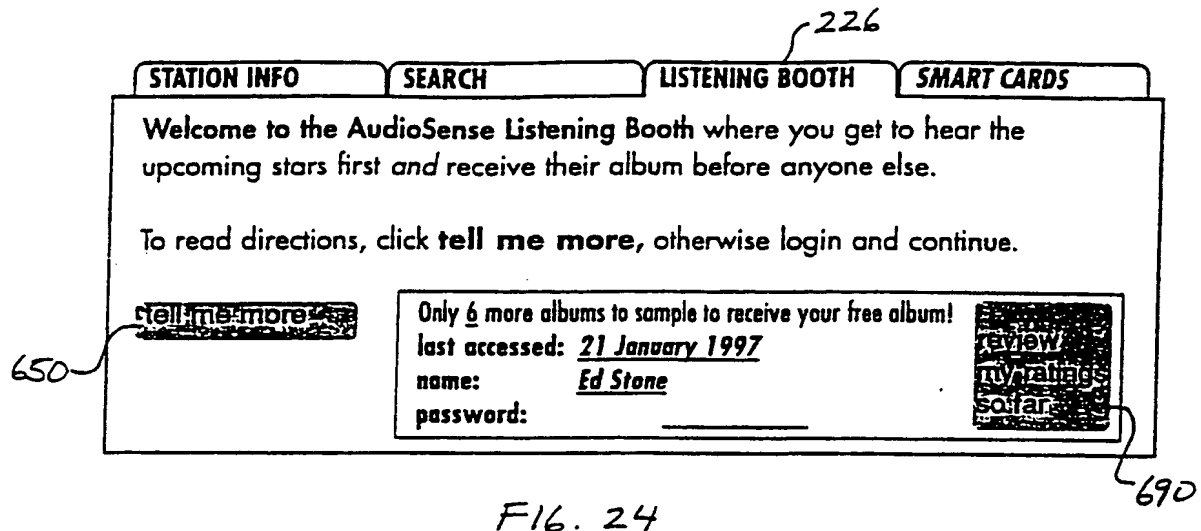 226
STATION INFO SEARCH LISTENING BOOTH SMART CARDS
Welcome to the AudioSense Listening Booth where you get to hear the
upcoming stars first and receive their album before anyone else.
To read directions, click tell me more, otherwise login and continue.
tell me more
650
Only 6 more albums to sample to receive your free album!
last accessed: 21 January 1997
name: Ed Stone
password:
review
my ratings
so far
690
FIG. 24